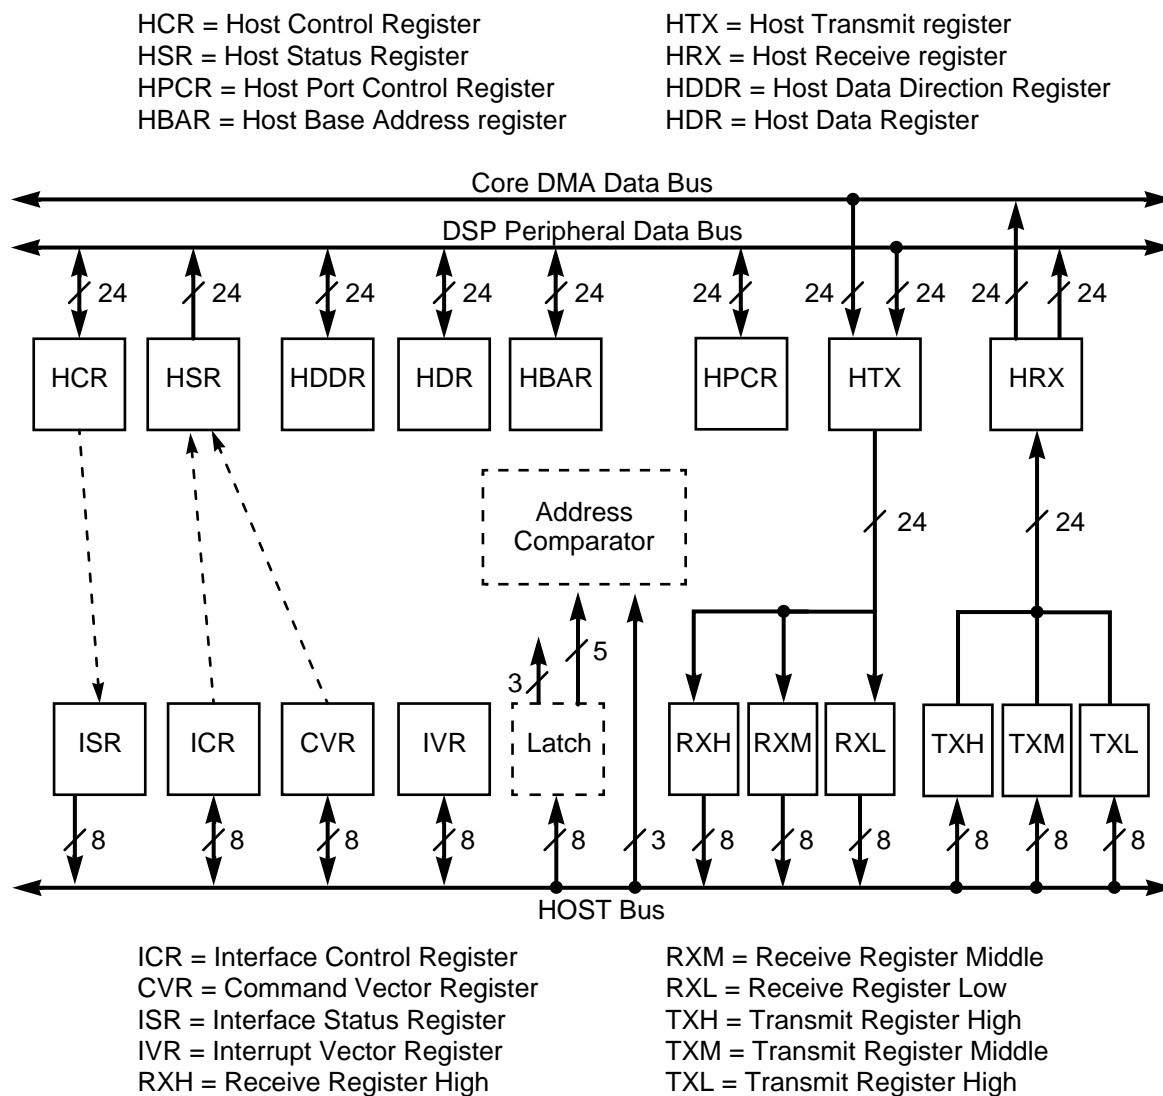 HCR = Host Control Register
HSR = Host Status Register
HPCR = Host Port Control Register
HBAR = Host Base Address register
HTX = Host Transmit register
HRX = Host Receive register
HDDR = Host Data Direction Register
HDR = Host Data Register
Core DMA Data Bus
DSP Peripheral Data Bus
24 24 24 24 24 24 24 24 24 24
HCR HSR HDDR HDR HBAR HPCR HTX HRX
Address
Comparator
24 24
3 5
ISR ICR CVR IVR Latch RXH RXM RXL TXH TXM TXL
8 8 8 8 8 3 8 8 8 8 8 8
HOST Bus
ICR = Interface Control Register
CVR = Command Vector Register
ISR = Interface Status Register
IVR = Interrupt Vector Register
RXH = Receive Register High
RXM = Receive Register Middle
RXL = Receive Register Low
TXH = Transmit Register High
TXM = Transmit Register Middle
TXL = Transmit Register High